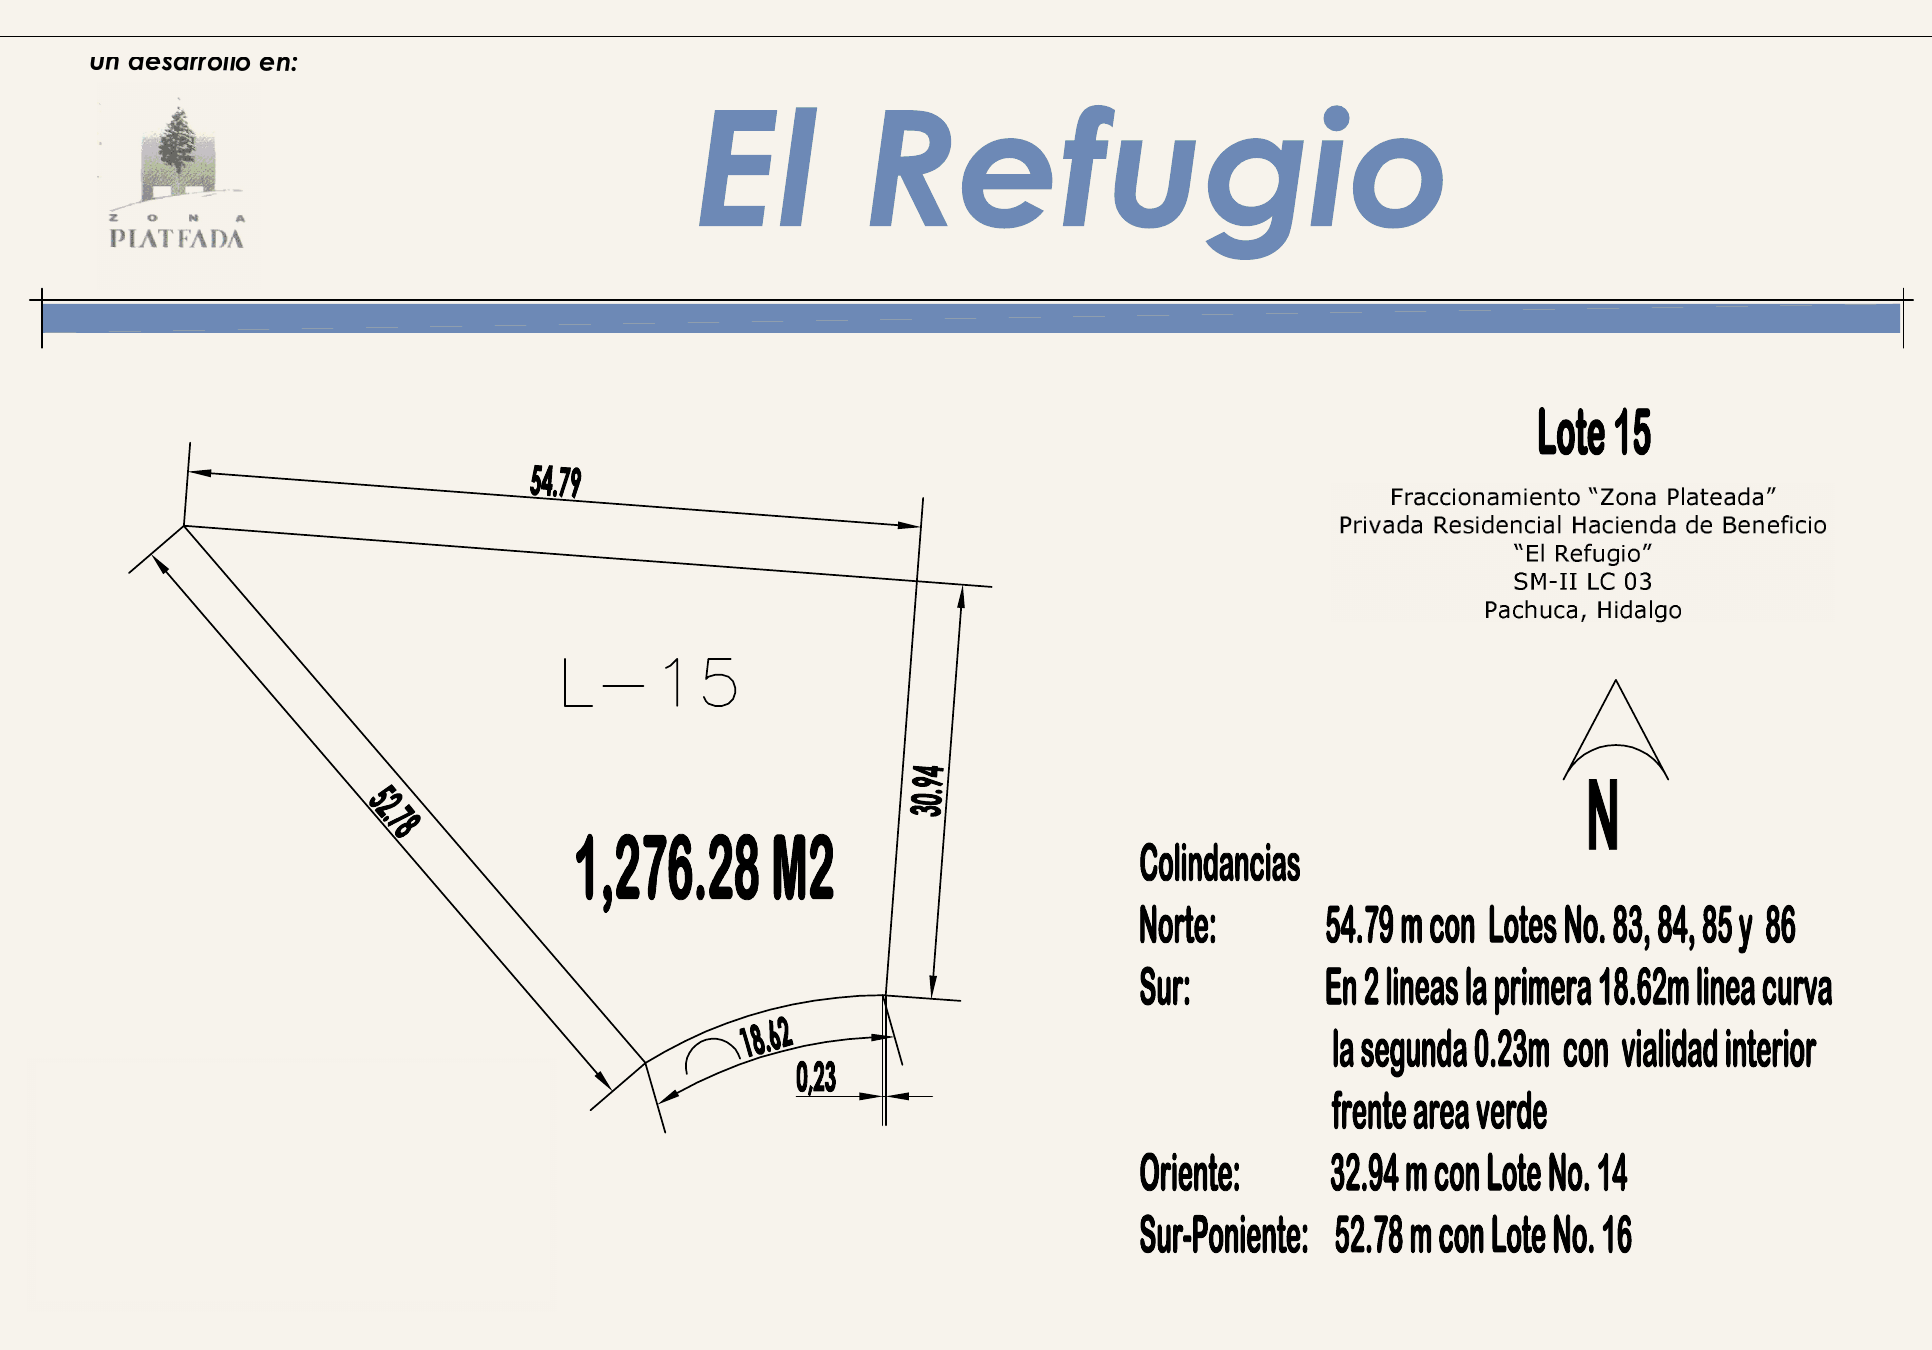 un desarrollo en:
ZONA
PLATEADA
El Refugio
Lote 15
Fraccionamiento “Zona Plateada”
Privada Residencial Hacienda de Beneficio
“El Refugio”
SM-II LC 03
Pachuca, Hidalgo
54.79
L-15
30.94
52.78
1,276.28 M2
18.62
0,23
N
Colindancias
Norte: 54.79 m con Lotes No. 83, 84, 85 y 86
Sur: En 2 lineas la primera 18.62m linea curva
la segunda 0.23m con vialidad interior
frente area verde
Oriente: 32.94 m con Lote No. 14
Sur-Poniente: 52.78 m con Lote No. 16